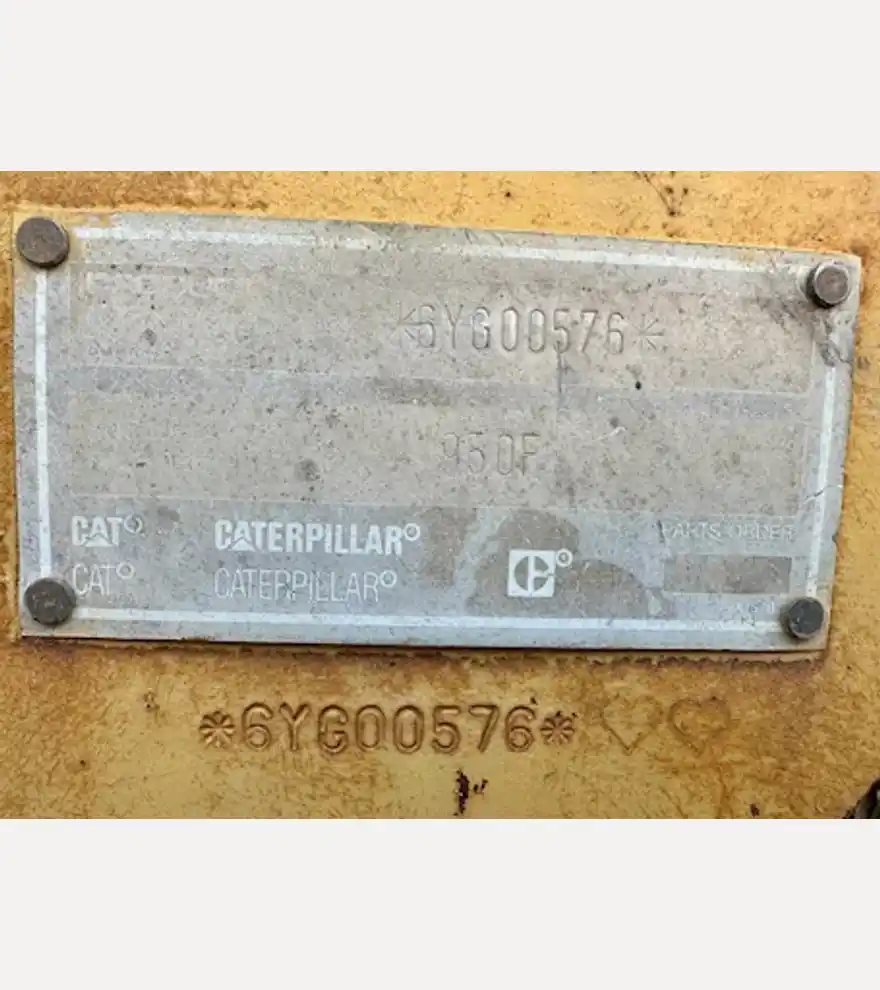 *6YG00576*
950F
CAT CATERPILLAR PARTS ORDER
CAT CATERPILLAR C
*6YG00576*